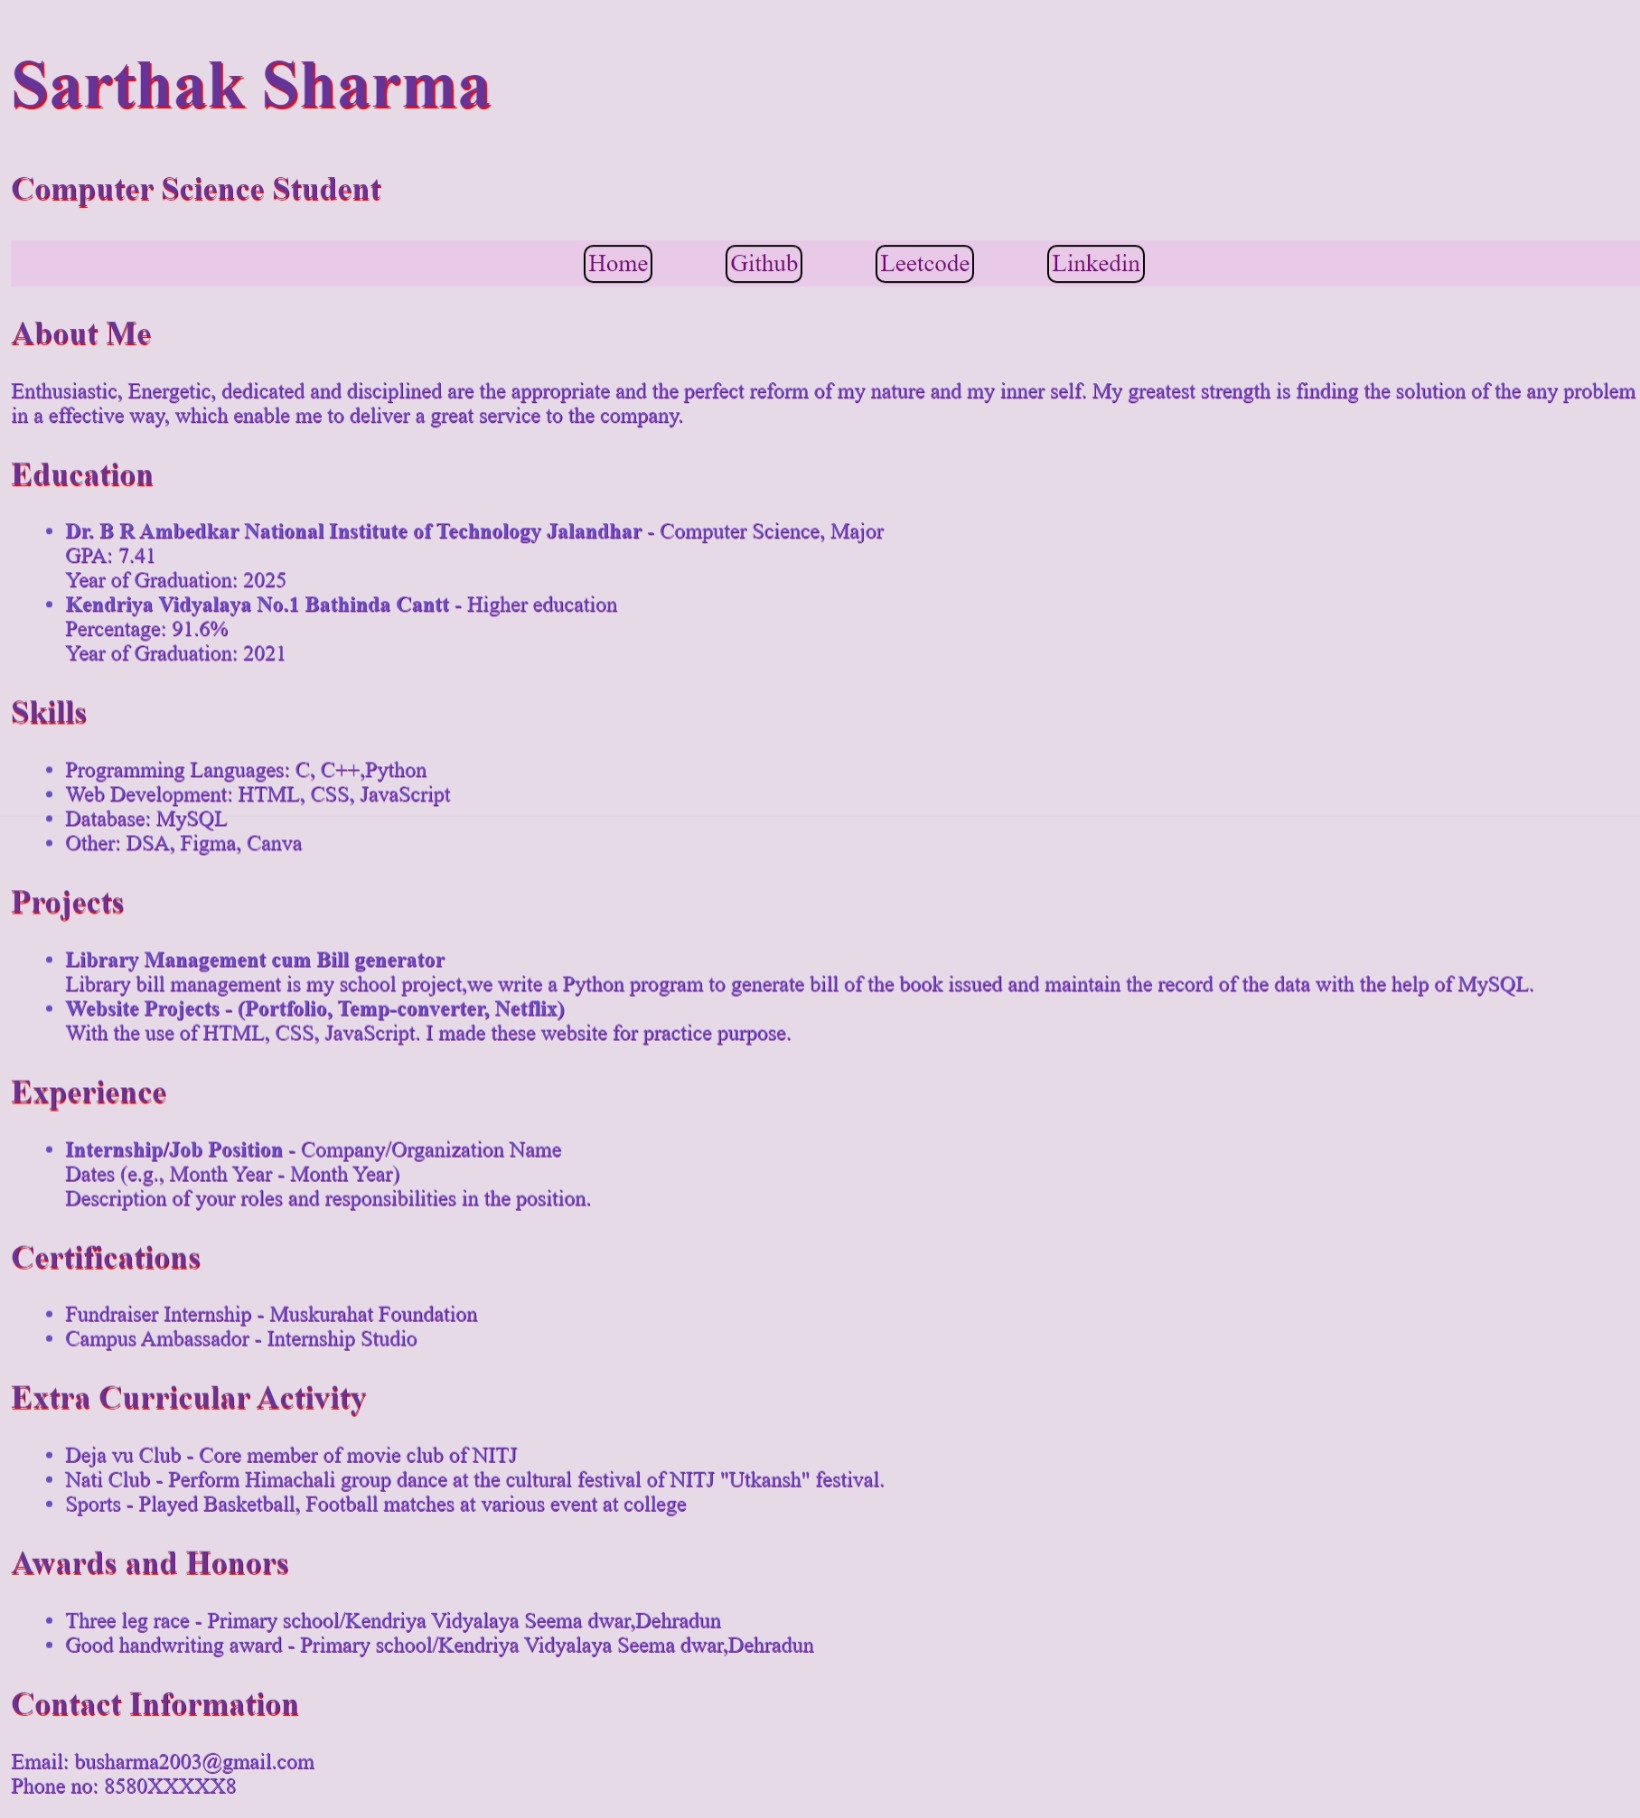 Sarthak Sharma
Computer Science Student
Home Github Leetcode Linkedin
About Me
Enthusiastic, Energetic, dedicated and disciplined are the appropriate and the perfect reform of my nature and my inner self. My greatest strength is finding the solution of the any problem
in a effective way, which enable me to deliver a great service to the company.
Education
• Dr. B R Ambedkar National Institute of Technology Jalandhar - Computer Science, Major
GPA: 7.41
Year of Graduation: 2025
• Kendriya Vidyalaya No.1 Bathinda Cantt - Higher education
Percentage: 91.6%
Year of Graduation: 2021
Skills
• Programming Languages: C, C++,Python
• Web Development: HTML, CSS, JavaScript
• Database: MySQL
• Other: DSA, Figma, Canva
Projects
• Library Management cum Bill generator
Library bill management is my school project,we write a Python program to generate bill of the book issued and maintain the record of the data with the help of MySQL.
• Website Projects - (Portfolio, Temp-converter, Netflix)
With the use of HTML, CSS, JavaScript. I made these website for practice purpose.
Experience
• Internship/Job Position - Company/Organization Name
Dates (e.g., Month Year - Month Year)
Description of your roles and responsibilities in the position.
Certifications
• Fundraiser Internship - Muskurahat Foundation
• Campus Ambassador - Internship Studio
Extra Curricular Activity
• Deja vu Club - Core member of movie club of NITJ
• Nati Club - Perform Himachali group dance at the cultural festival of NITJ "Utkansh" festival.
• Sports - Played Basketball, Football matches at various event at college
Awards and Honors
• Three leg race - Primary school/Kendriya Vidyalaya Seema dwar,Dehradun
• Good handwriting award - Primary school/Kendriya Vidyalaya Seema dwar,Dehradun
Contact Information
Email: busharma2003@gmail.com
Phone no: 8580XXXXX8